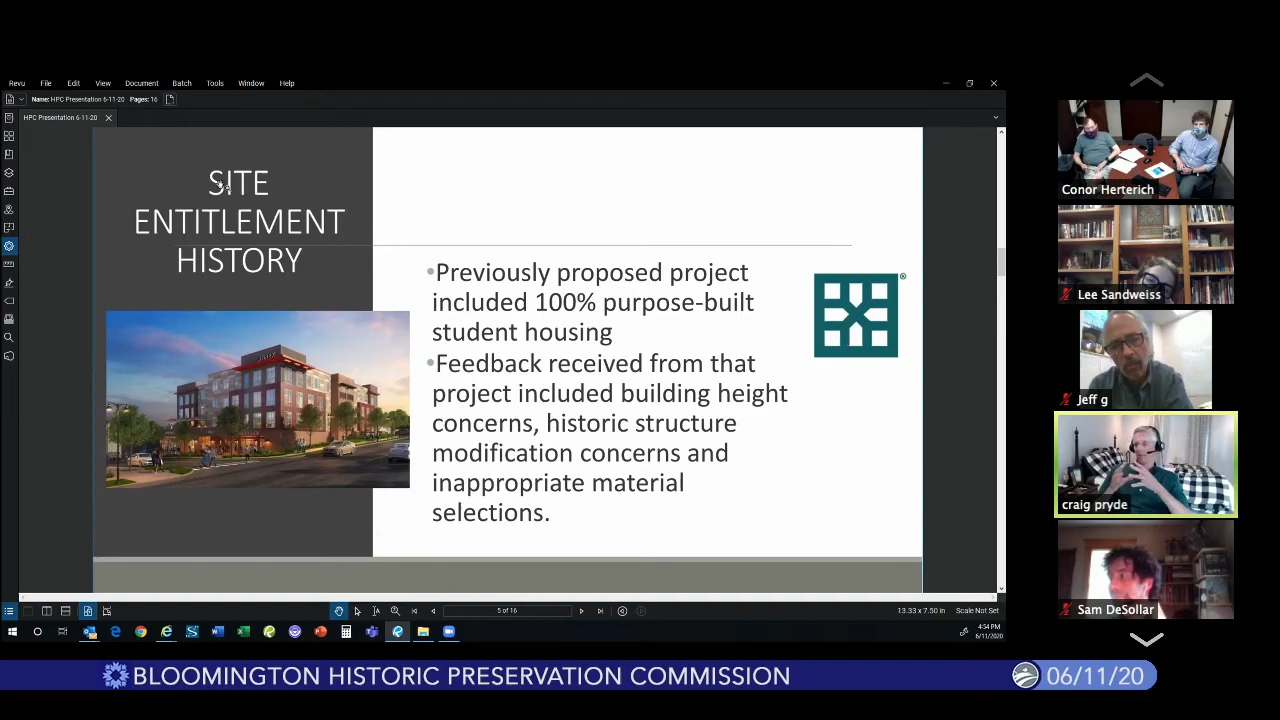 Revu File Edit View Document Batch Tools Window Help
Name: HPC Presentation 6-11-20 Pages: 16
HPC Presentation 6-11-20
SITE
ENTITLEMENT
HISTORY
•Previously proposed project
included 100% purpose-built
student housing
•Feedback received from that
project included building height
concerns, historic structure
modification concerns and
inappropriate material
selections.
®
5 of 16
13.33 x 7.50 in Scale Not Set
4:54 PM
6/11/2020
Conor Herterich
Lee Sandweiss
Jeff g
craig pryde
Sam DeSollar
BLOOMINGTON HISTORIC PRESERVATION COMMISSION
06/11/20